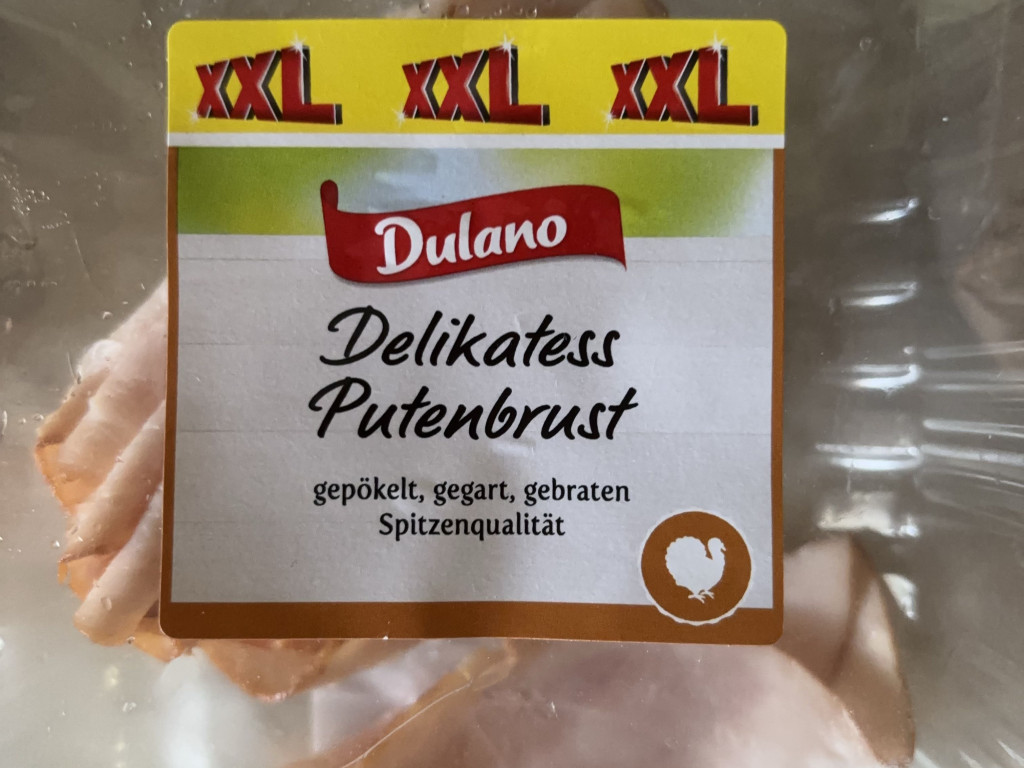 XXL XXL XXL
Dulano
Delikatess
Putenbrust
gepökelt, gegart, gebraten
Spitzenqualität